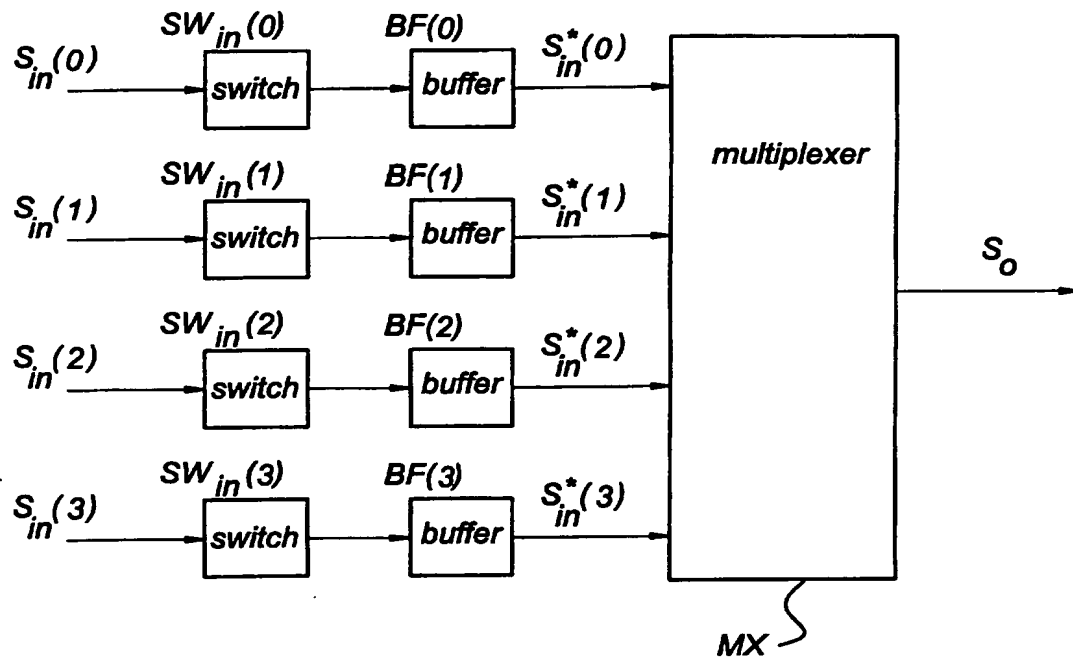 SW_in(0) BF(0) S*_in(0)
S_in(0)
switch buffer
multiplexer
SW_in(1) BF(1) S*_in(1)
S_in(1)
switch buffer
S_o
SW_in(2) BF(2) S*_in(2)
S_in(2)
switch buffer
SW_in(3) BF(3) S*_in(3)
S_in(3)
switch buffer
MX